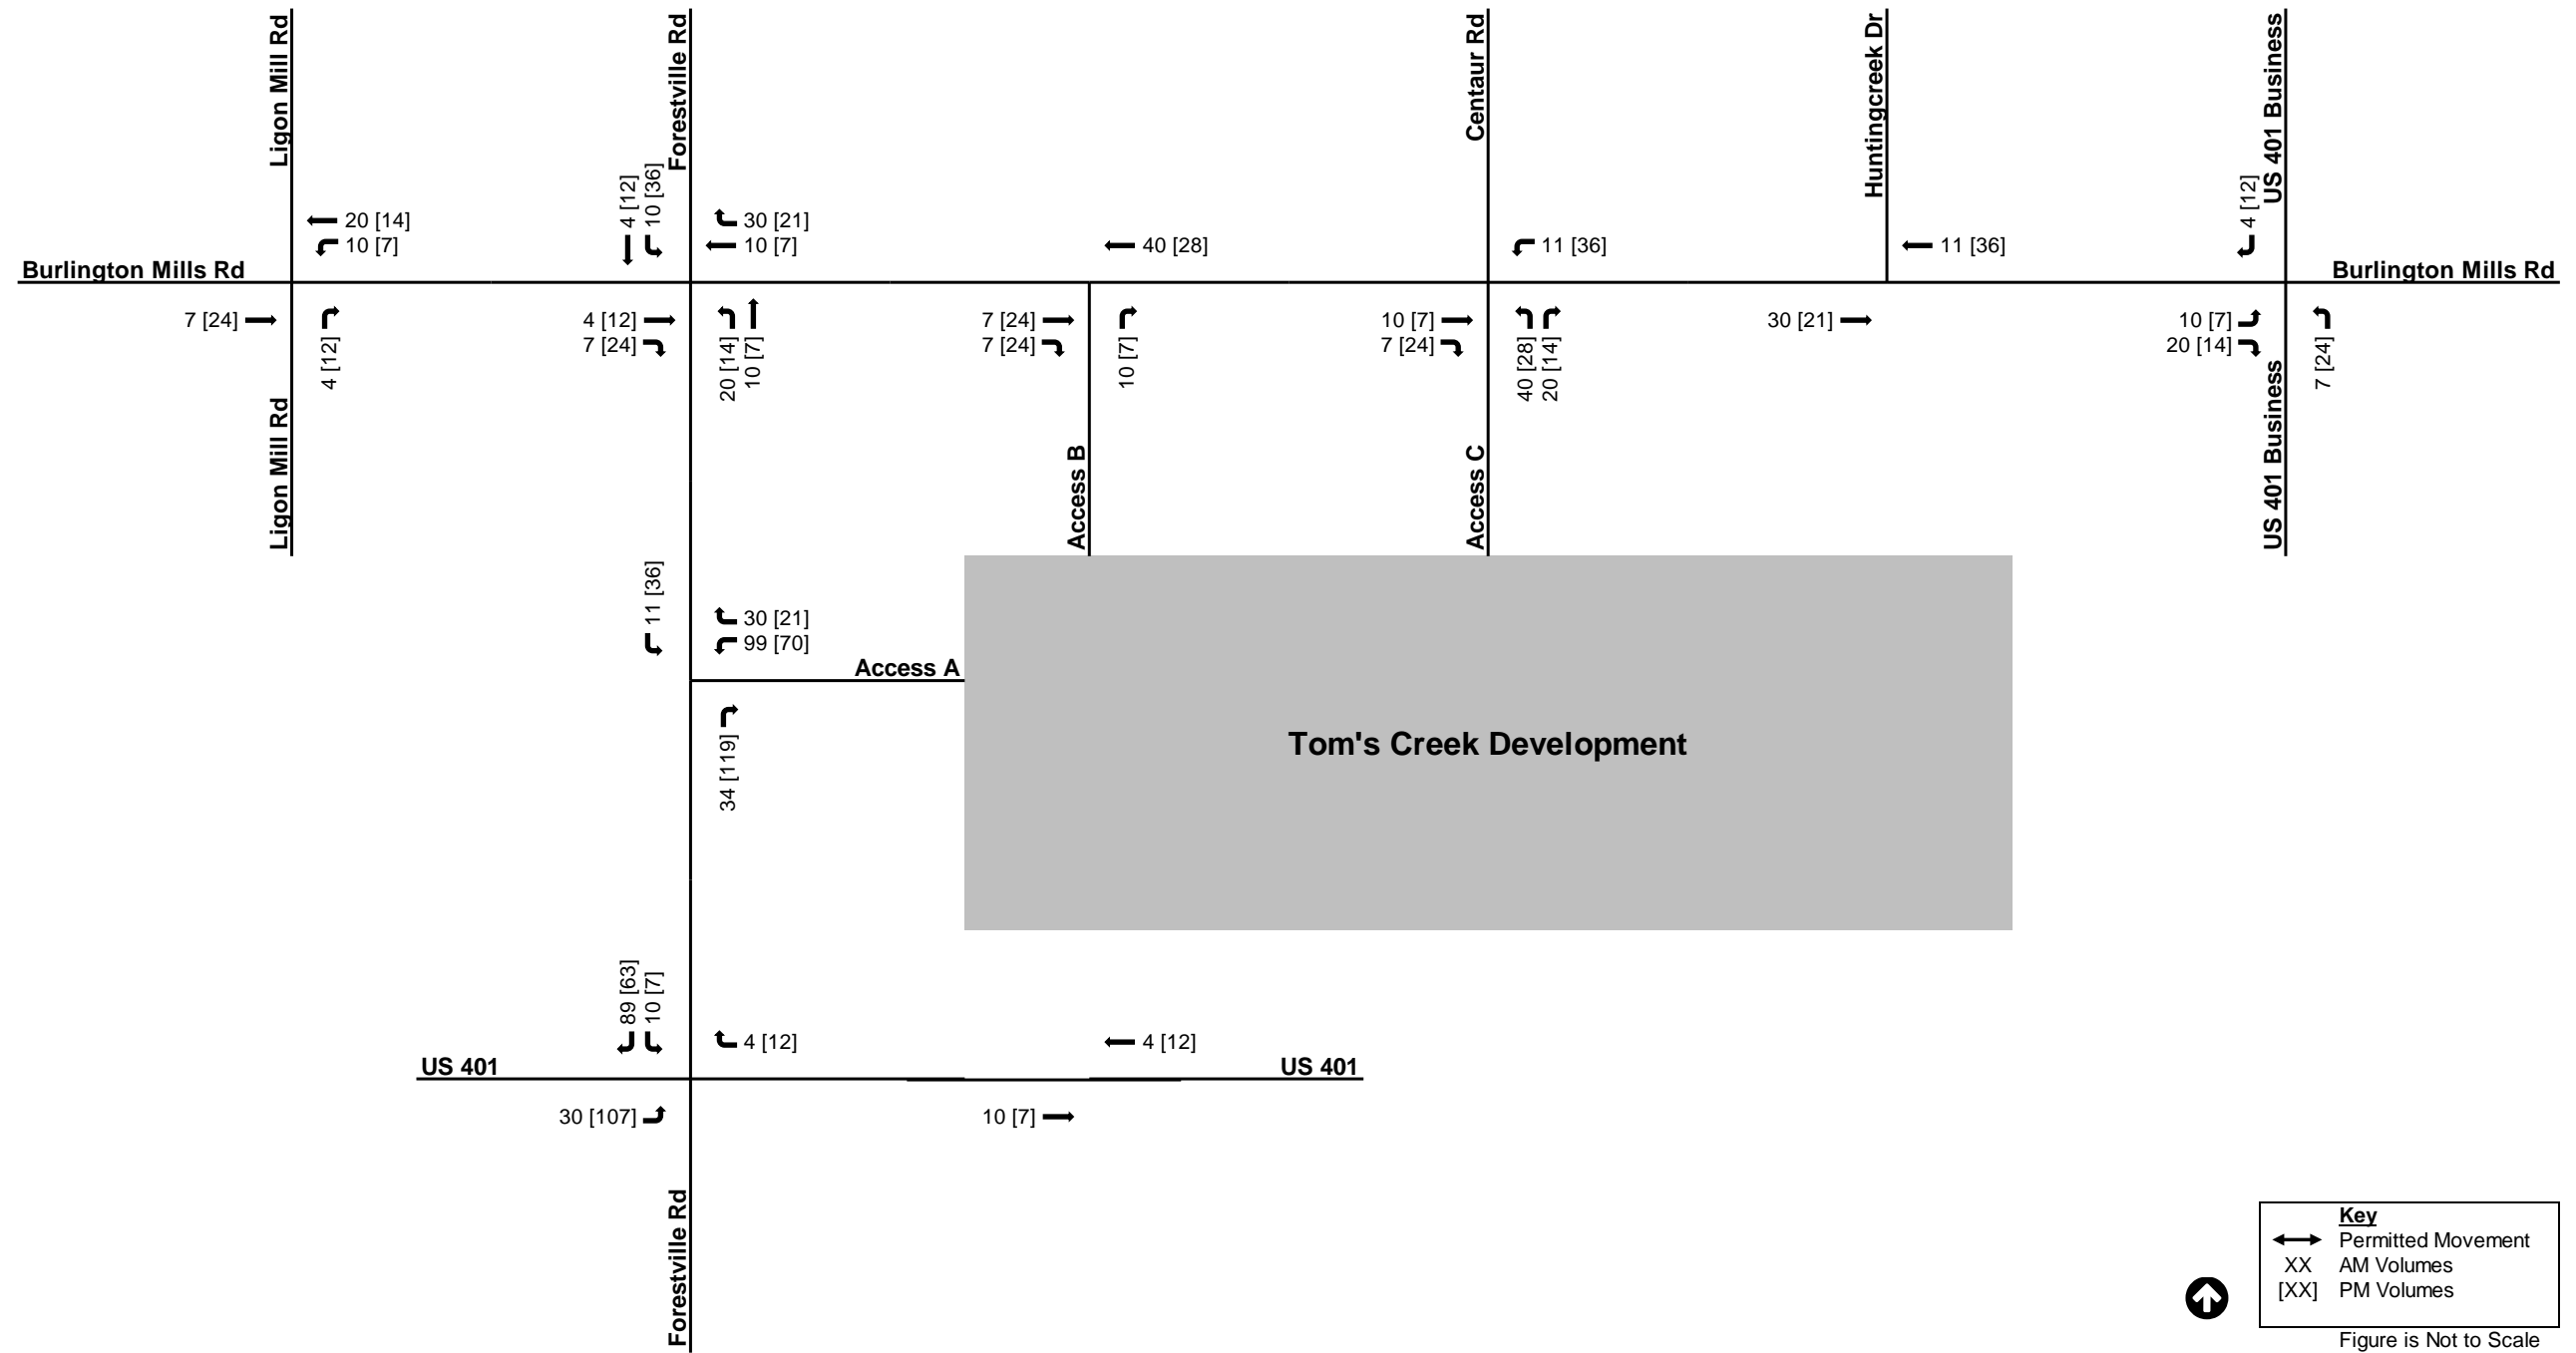 Ligon Mill Rd
Forestville Rd
Centaur Rd
Huntingcreek Dr
US 401 Business
4 [12]
10 [36]
4 [12]
20 [14]
10 [7]
30 [21]
10 [7]
40 [28]
11 [36]
11 [36]
Burlington Mills Rd
Burlington Mills Rd
7 [24]
4 [12]
4 [12]
7 [24]
20 [14]
10 [7]
7 [24]
7 [24]
10 [7]
10 [7]
7 [24]
40 [28]
20 [14]
30 [21]
10 [7]
20 [14]
7 [24]
Ligon Mill Rd
Access B
Access C
US 401 Business
11 [36]
30 [21]
99 [70]
Access A
34 [119]
Tom's Creek Development
89 [63]
10 [7]
4 [12]
4 [12]
US 401
US 401
30 [107]
10 [7]
Forestville Rd
Key
Permitted Movement
XX AM Volumes
[XX] PM Volumes
Figure is Not to Scale